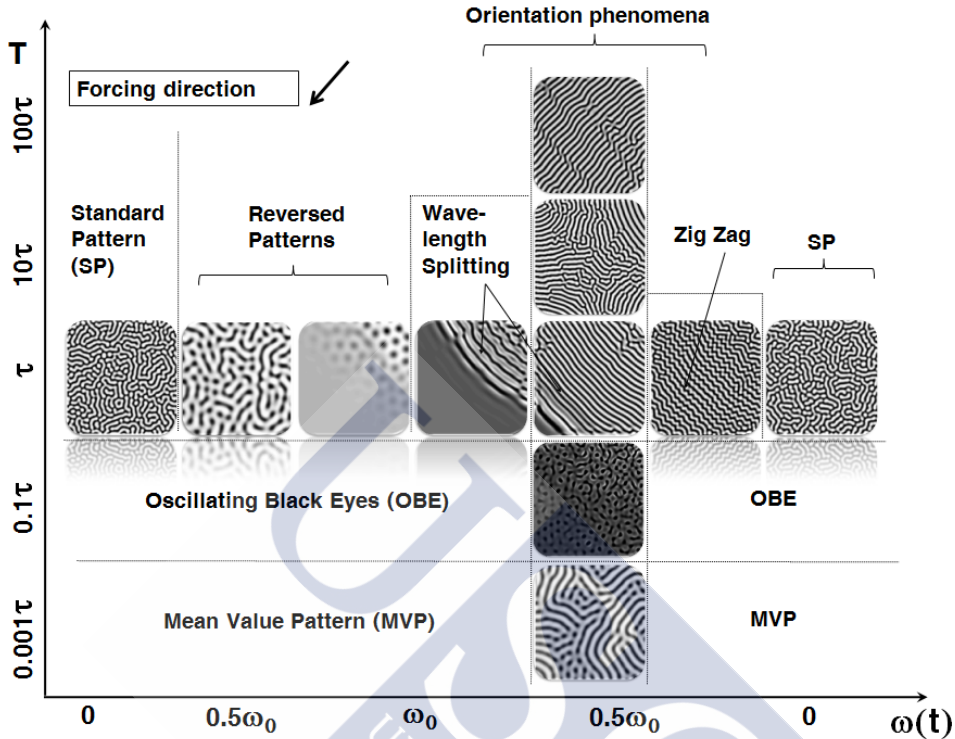 Orientation phenomena
T
Forcing direction
100τ
Standard
Pattern
(SP)
Reversed
Patterns
Wave-
length
Splitting
Zig Zag
SP
10τ
τ
Oscillating Black Eyes (OBE)
OBE
0.1τ
Mean Value Pattern (MVP)
MVP
0.001τ
0
0.5ω₀
ω₀
0.5ω₀
0
ω(t)
US